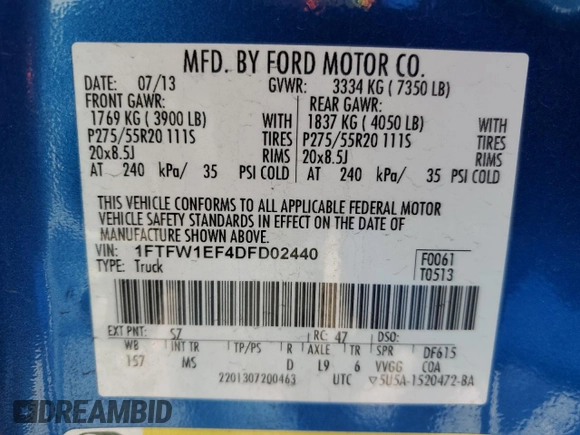 MFD. BY FORD MOTOR CO.
DATE: 07/13 GVWR: 3334 KG ( 7350 LB)
FRONT GAWR: REAR GAWR:
1769 KG ( 3900 LB) WITH 1837 KG ( 4050 LB) WITH
P275/55R20 111S TIRES P275/55R20 111S TIRES
20x8.5J RIMS 20x8.5J RIMS
AT 240 kPa/ 35 PSI COLD AT 240 kPa/ 35 PSI COLD
THIS VEHICLE CONFORMS TO ALL APPLICABLE FEDERAL MOTOR
VEHICLE SAFETY STANDARDS IN EFFECT ON THE DATE OF
MANUFACTURE SHOWN ABOVE.
VIN: 1FTFW1EF4DFD02440 F0061
TYPE: Truck T0513
EXT PNT: SZ RC: 47 DSO:
WB INT TR TP/PS R AXLE TR SPR DF615
157 MS D L9 6 VVGG COA
2201307200463 UTC ▽5U5A-1520472-BA
DREAMBID